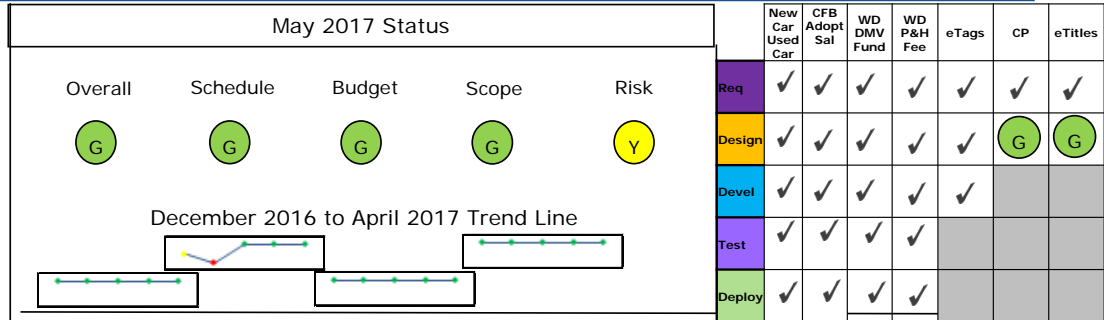 May 2017 Status
Overall Schedule Budget Scope Risk
G G G G Y
December 2016 to April 2017 Trend Line
New
Car
Used
Car
CFB
Adopt
Sal
WD
DMV
Fund
WD
P&H
Fee
eTags
CP
eTitles
Req
Design
G G
Devel
Test
Deploy